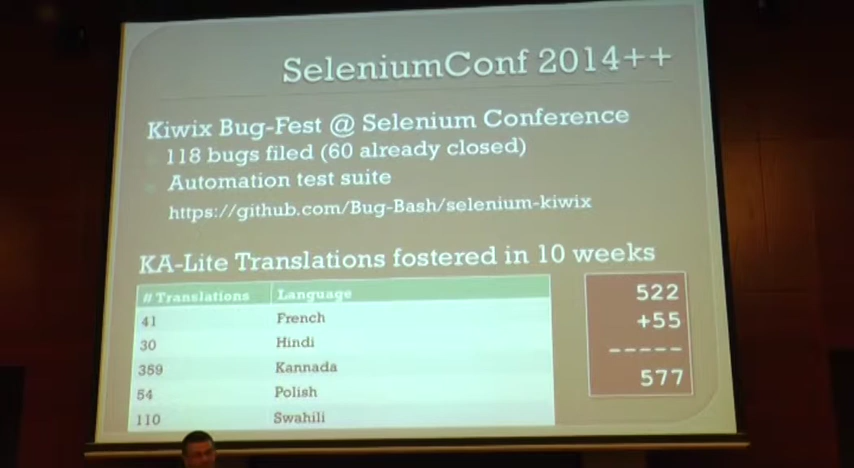 SeleniumConf 2014++
Kiwix Bug-Fest @ Selenium Conference
118 bugs filed (60 already closed)
Automation test suite
https://github.com/Bug-Bash/selenium-kiwix
KA-Lite Translations fostered in 10 weeks
# Translations Language
41 French
30 Hindi
359 Kannada
54 Polish
110 Swahili
522
+55
-----
577